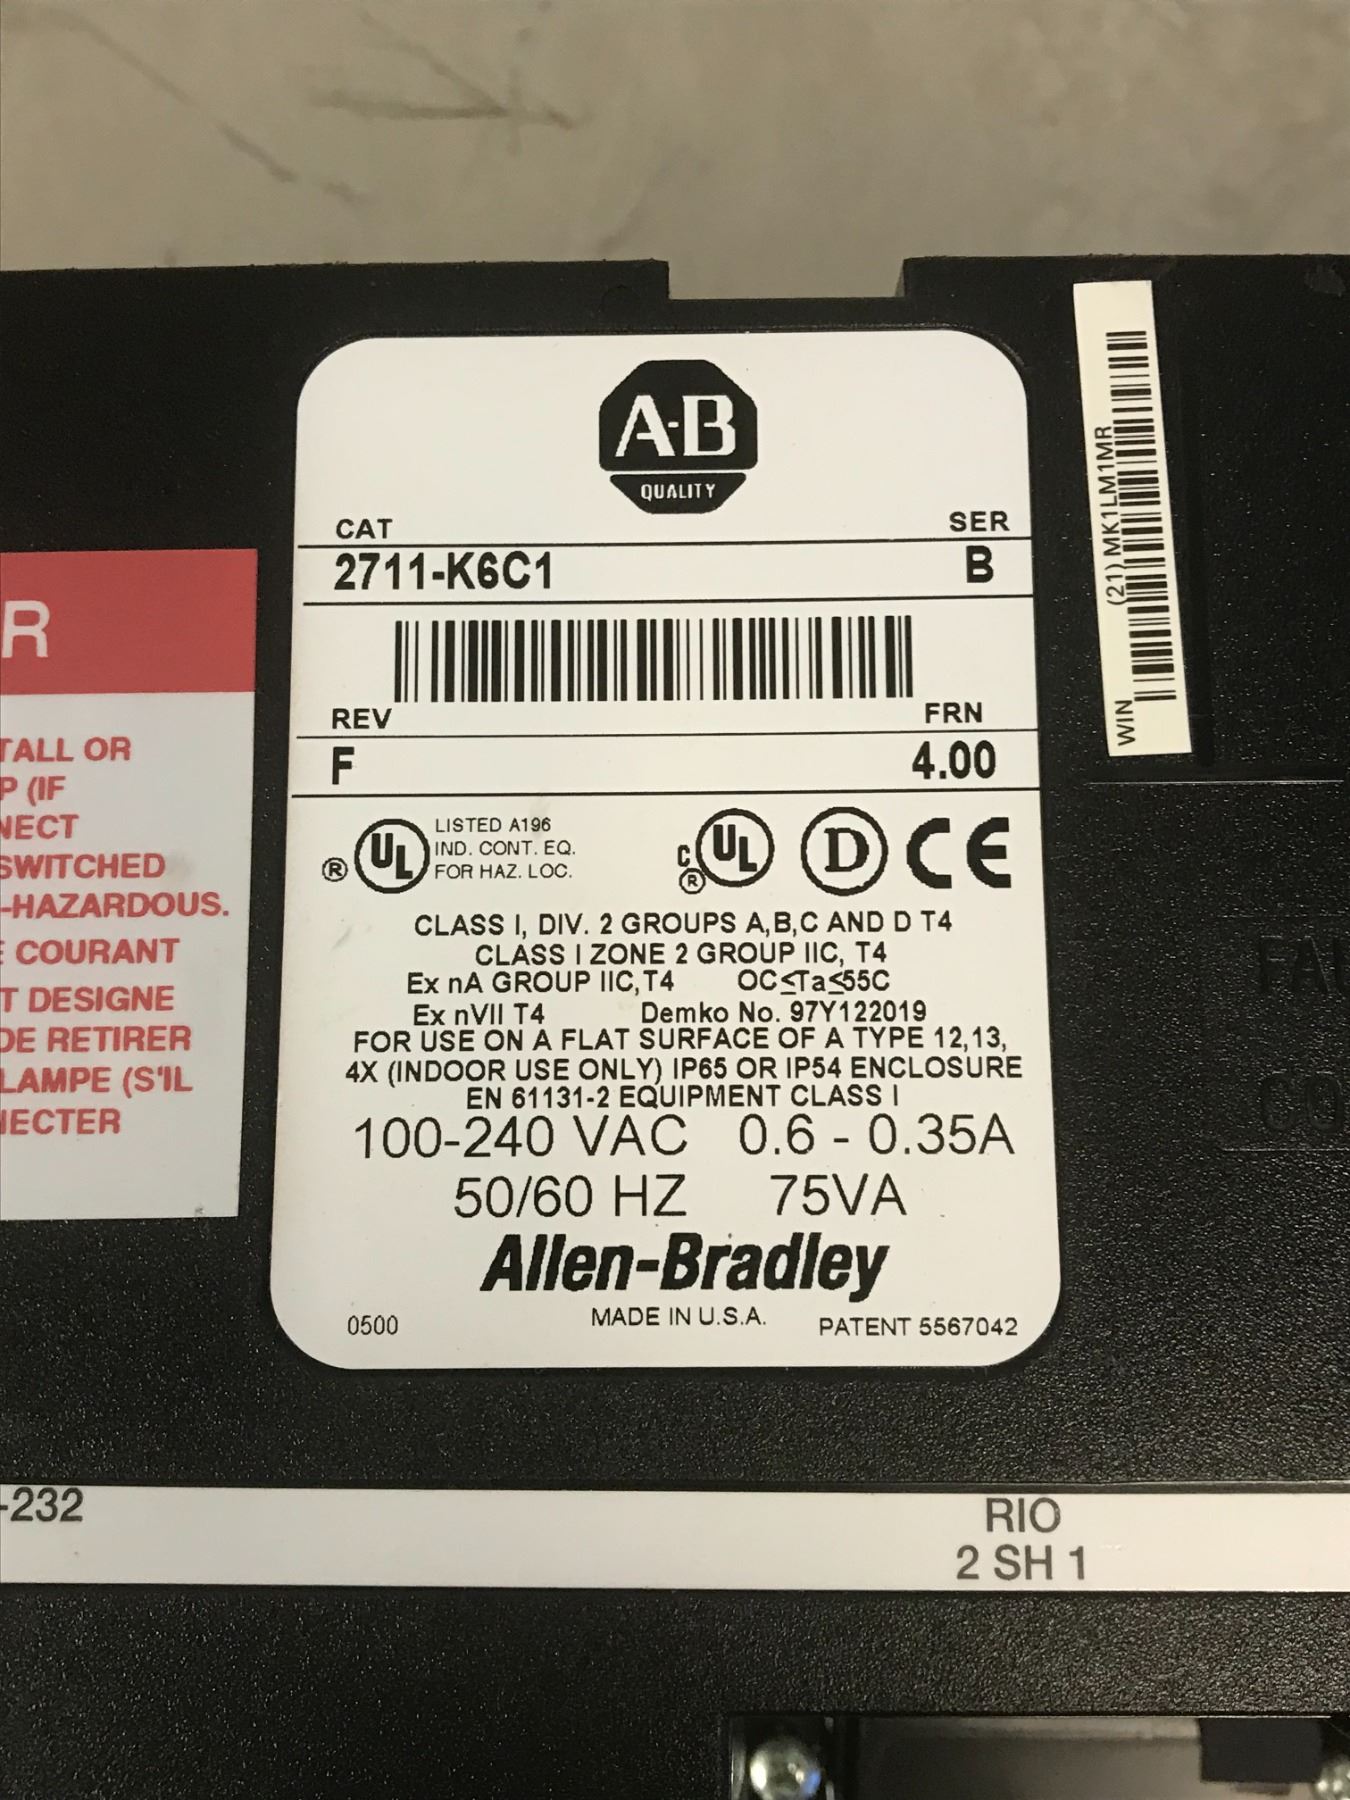 A-B
QUALITY
CAT SER
2711-K6C1 B
REV FRN
F 4.00
UL LISTED A196
IND. CONT. EQ.
® FOR HAZ. LOC.
C UL ® D CE
CLASS I, DIV. 2 GROUPS A,B,C AND D T4
CLASS I ZONE 2 GROUP IIC, T4
Ex nA GROUP IIC,T4 OC≤Ta≤55C
Ex nVII T4 Demko No. 97Y122019
FOR USE ON A FLAT SURFACE OF A TYPE 12,13,
4X (INDOOR USE ONLY) IP65 OR IP54 ENCLOSURE
EN 61131-2 EQUIPMENT CLASS I
100-240 VAC 0.6 - 0.35A
50/60 HZ 75VA
Allen-Bradley
0500 MADE IN U.S.A. PATENT 5567042
WIN (21) MK1LM1MR
R
TALL OR
P (IF
NECT
SWITCHED
-HAZARDOUS.
E COURANT
T DESIGNE
DE RETIRER
LAMPE (S'IL
NECTER
FAU
CO
-232
RIO
2 SH 1